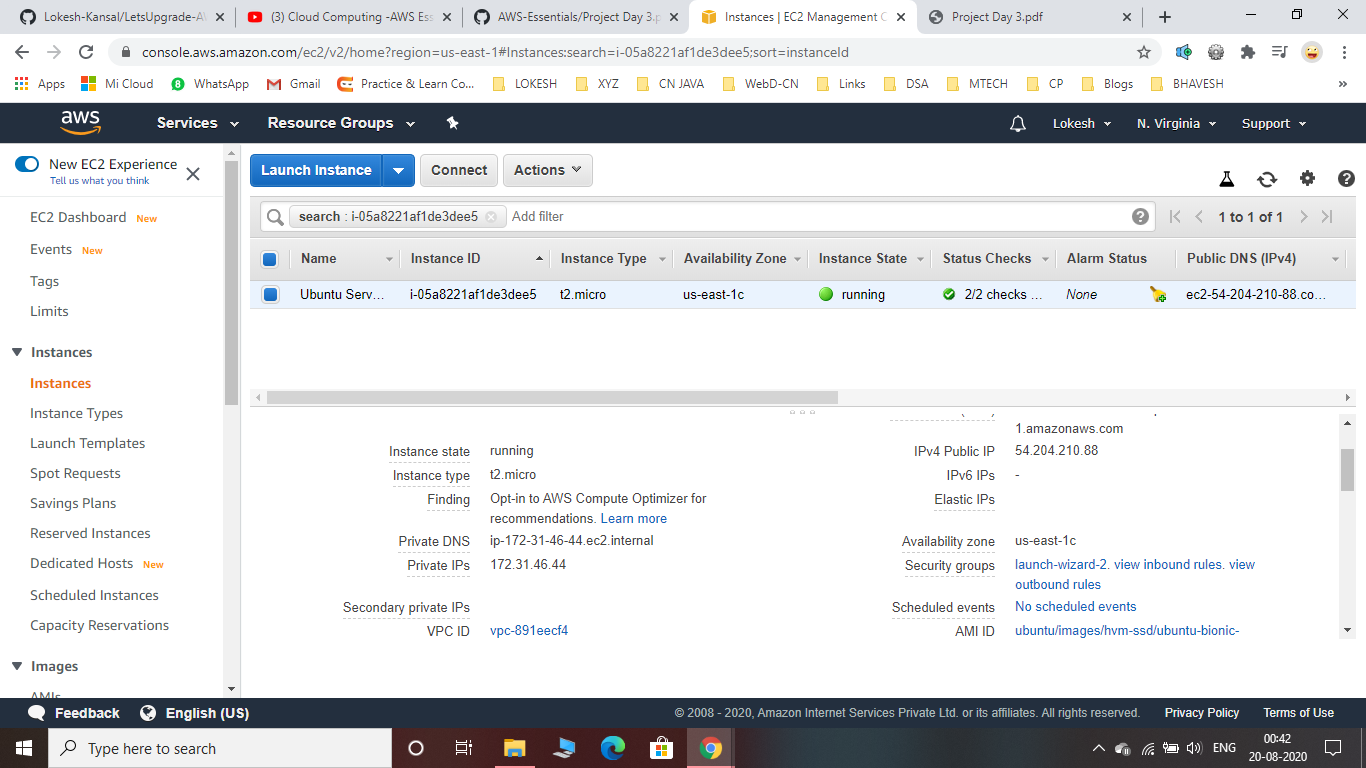 Lokesh-Kansal/LetsUpgrade-A
(3) Cloud Computing -AWS Ess
AWS-Essentials/Project Day 3.p
Instances | EC2 Management C
Project Day 3.pdf
console.aws.amazon.com/ec2/v2/home?region=us-east-1#Instances:search=i-05a8221af1de3dee5;sort=instanceId
Apps Mi Cloud 8 WhatsApp Gmail Practice & Learn Co... LOKESH XYZ CN JAVA WebD-CN Links DSA MTECH CP Blogs BHAVESH »
aws Services Resource Groups Lokesh N. Virginia Support
New EC2 Experience
Tell us what you think
EC2 Dashboard New
Events New
Tags
Limits
Instances
Instances
Instance Types
Launch Templates
Spot Requests
Savings Plans
Reserved Instances
Dedicated Hosts New
Scheduled Instances
Capacity Reservations
Images
AMIs
Launch Instance Connect Actions
search : i-05a8221af1de3dee5 Add filter ? 1 to 1 of 1
Name Instance ID Instance Type Availability Zone Instance State Status Checks Alarm Status Public DNS (IPv4)
Ubuntu Serv... i-05a8221af1de3dee5 t2.micro us-east-1c running 2/2 checks ... None ec2-54-204-210-88.co...
1.amazonaws.com
Instance state running IPv4 Public IP 54.204.210.88
Instance type t2.micro IPv6 IPs -
Finding Opt-in to AWS Compute Optimizer for Elastic IPs
recommendations. Learn more
Private DNS ip-172-31-46-44.ec2.internal Availability zone us-east-1c
Private IPs 172.31.46.44 Security groups launch-wizard-2. view inbound rules. view
outbound rules
Secondary private IPs Scheduled events No scheduled events
VPC ID vpc-891eecf4 AMI ID ubuntu/images/hvm-ssd/ubuntu-bionic-
Feedback English (US) © 2008 - 2020, Amazon Internet Services Private Ltd. or its affiliates. All rights reserved. Privacy Policy Terms of Use
Type here to search ENG 00:42
20-08-2020